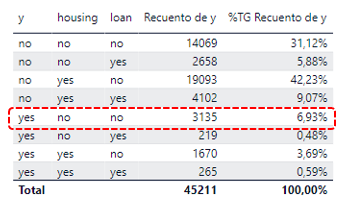 y housing loan Recuento de y %TG Recuento de y
no no no 14069 31,12%
no no yes 2658 5,88%
no yes no 19093 42,23%
no yes yes 4102 9,07%
yes no no 3135 6,93%
yes no yes 219 0,48%
yes yes no 1670 3,69%
yes yes yes 265 0,59%
Total 45211 100,00%